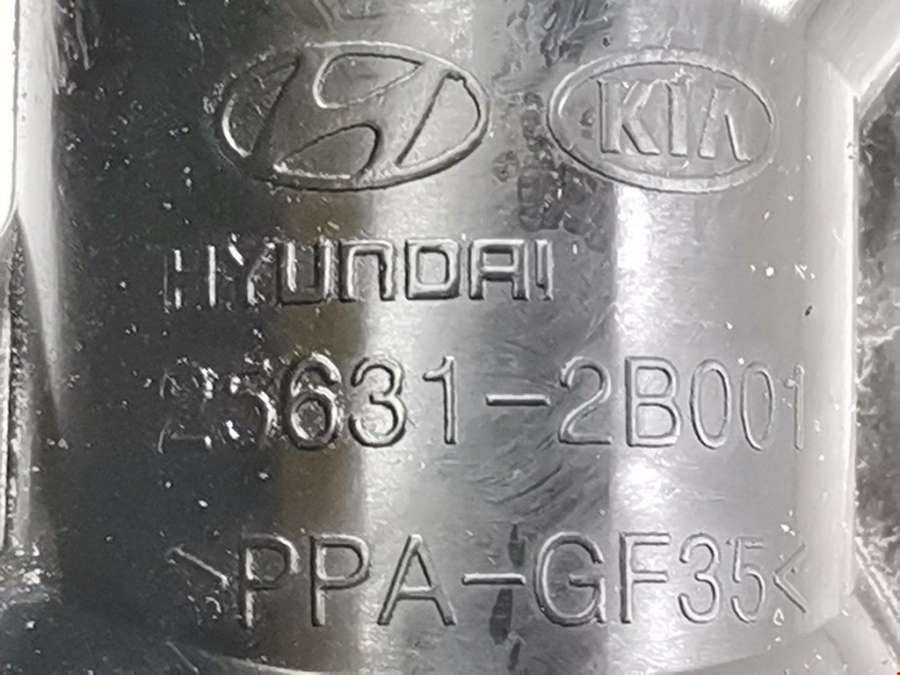 KIA
HYUNDAI
25631-2B001
>PPA-GF35<